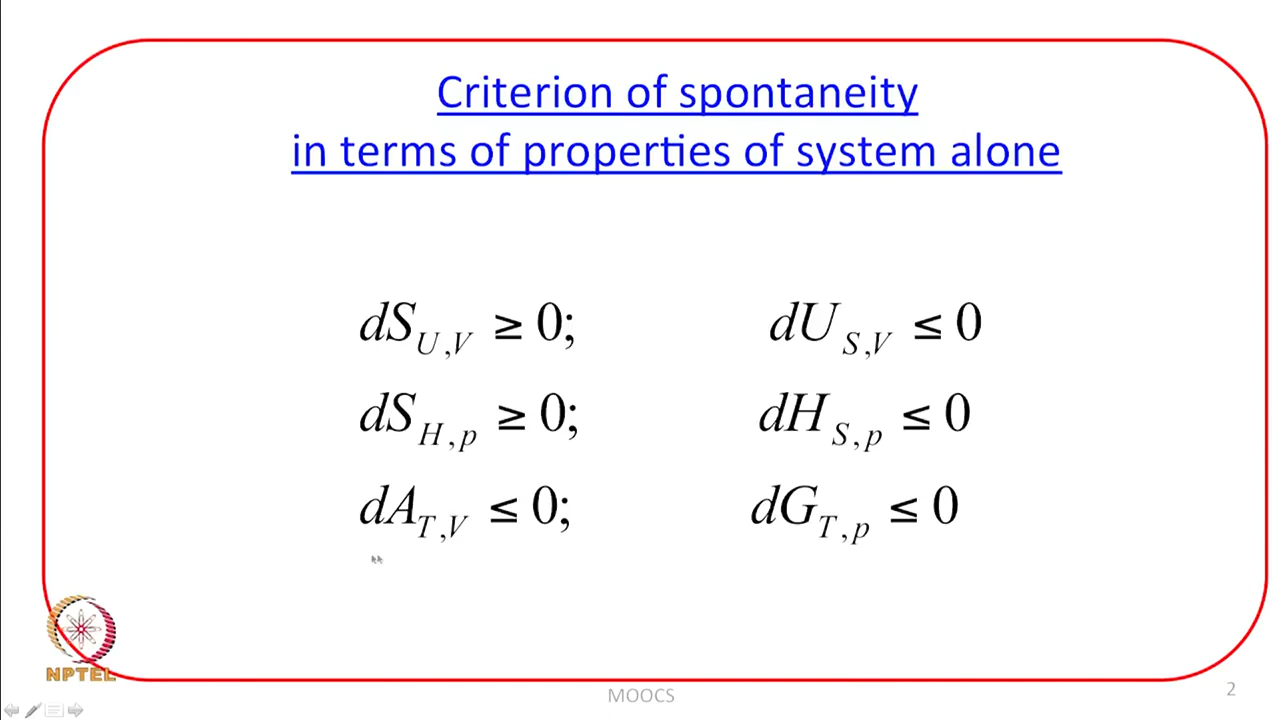 Criterion of spontaneity
in terms of properties of system alone
dS_{U,V} ≥ 0; dU_{S,V} ≤ 0
dS_{H,p} ≥ 0; dH_{S,p} ≤ 0
dA_{T,V} ≤ 0; dG_{T,p} ≤ 0
NPTEL
MOOCS
2